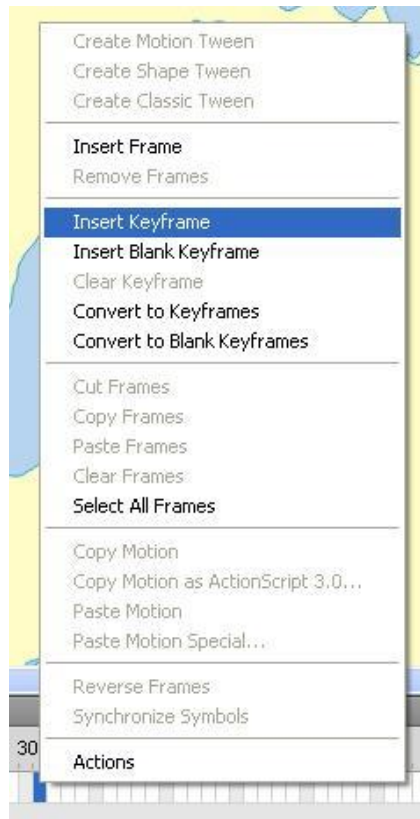 Create Motion Tween
Create Shape Tween
Create Classic Tween
Insert Frame
Remove Frames
Insert Keyframe
Insert Blank Keyframe
Clear Keyframe
Convert to Keyframes
Convert to Blank Keyframes
Cut Frames
Copy Frames
Paste Frames
Clear Frames
Select All Frames
Copy Motion
Copy Motion as ActionScript 3.0...
Paste Motion
Paste Motion Special...
Reverse Frames
Synchronize Symbols
30
Actions